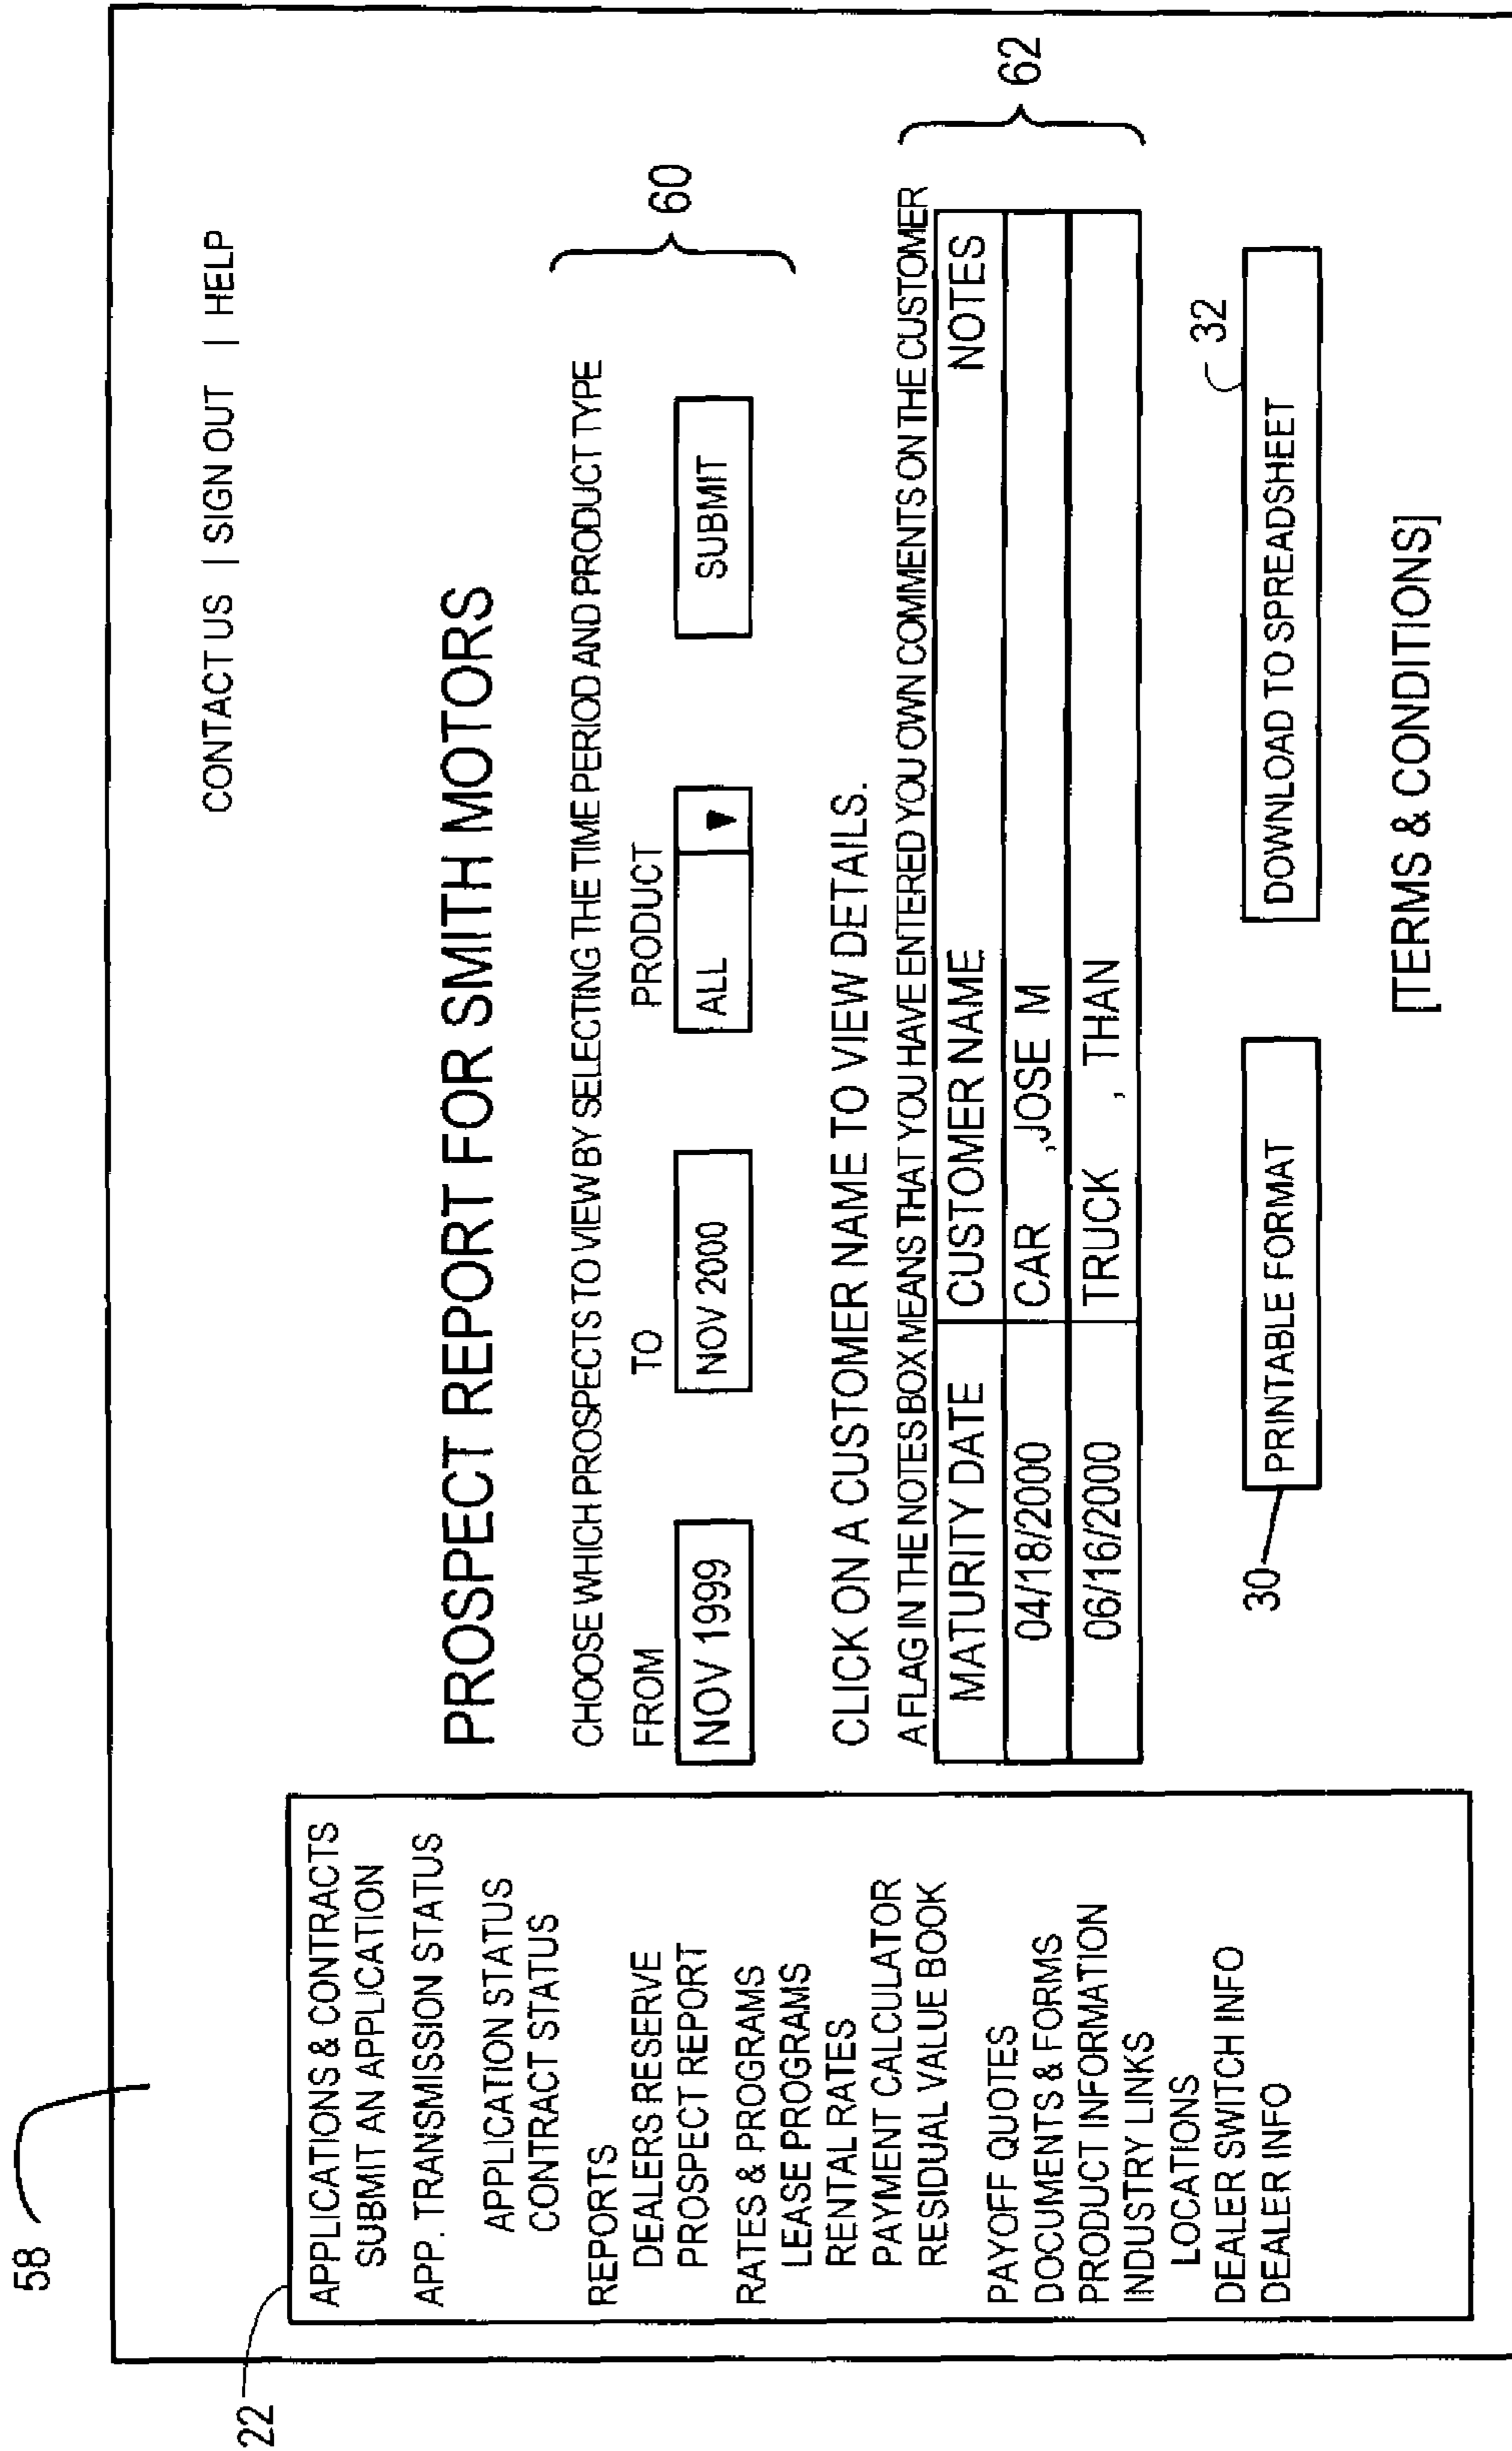 58
22
CONTACT US | SIGN OUT | HELP
APPLICATIONS & CONTRACTS
SUBMIT AN APPLICATION
APP. TRANSMISSION STATUS
APPLICATION STATUS
CONTRACT STATUS
REPORTS
DEALERS RESERVE
PROSPECT REPORT
RATES & PROGRAMS
LEASE PROGRAMS
RENTAL RATES
PAYMENT CALCULATOR
RESIDUAL VALUE BOOK
PAYOFF QUOTES
DOCUMENTS & FORMS
PRODUCT INFORMATION
INDUSTRY LINKS
LOCATIONS
DEALER SWITCH INFO
DEALER INFO
PROSPECT REPORT FOR SMITH MOTORS
CHOOSE WHICH PROSPECTS TO VIEW BY SELECTING THE TIME PERIOD AND PRODUCT TYPE
FROM TO PRODUCT
NOV 1999 NOV 2000 ALL ▼ SUBMIT
60
CLICK ON A CUSTOMER NAME TO VIEW DETAILS.
A FLAG IN THE NOTES BOX MEANS THAT YOU HAVE ENTERED YOU OWN COMMENTS ON THE CUSTOMER
MATURITY DATE CUSTOMER NAME NOTES
04/18/2000 CAR ,JOSE M
06/16/2000 TRUCK , THAN
62
30
PRINTABLE FORMAT DOWNLOAD TO SPREADSHEET
32
[TERMS & CONDITIONS]